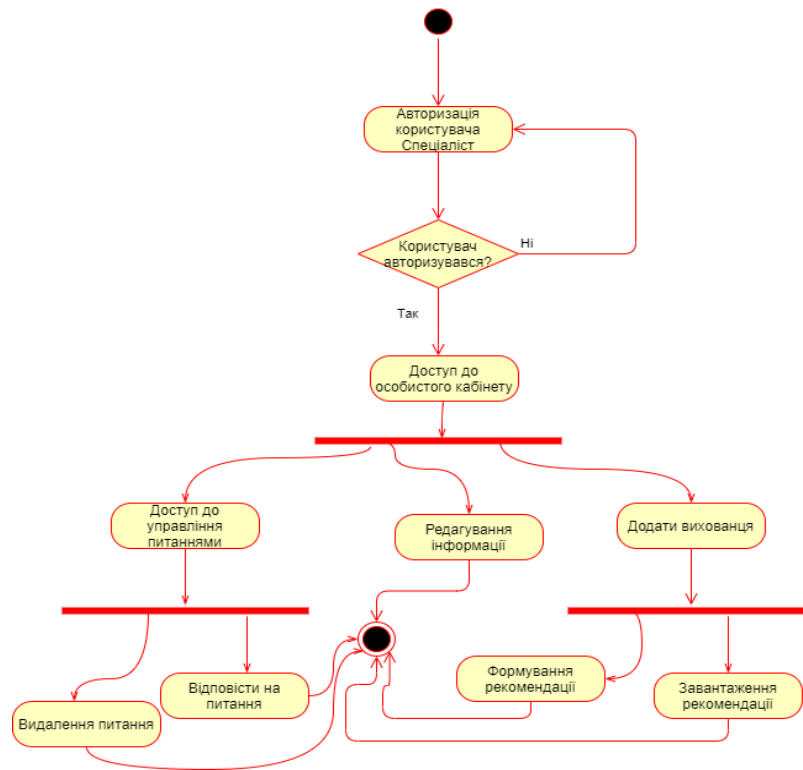 Авторизація
користувача
Спеціаліст
Користувач
авторизувався?
Ні
Так
Доступ до
особистого кабінету
Доступ до
управління
питаннями
Редагування
інформації
Додати вихованця
Відповісти на
питання
Видалення питання
Формування
рекомендації
Завантаження
рекомендації